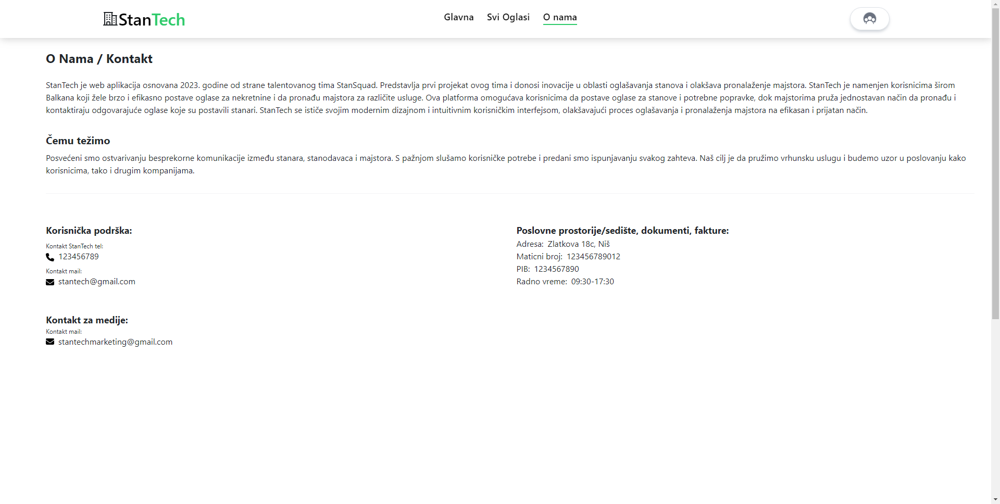 StanTech
Glavna
Svi Oglasi
O nama
O Nama / Kontakt
StanTech je web aplikacija osnovana 2023. godine od strane talentovanog tima StanSquad. Predstavlja prvi projekat ovog tima i donosi inovacije u oblasti oglašavanja stanova i olakšava pronalaženje majstora. StanTech je namenjen korisnicima širom
Balkana koji žele brzo i efikasno postave oglase za nekretnine i da pronađu majstora za različite usluge. Ova platforma omogućava korisnicima da postave oglase za stanove i potrebne popravke, dok majstorima pruža jednostavan način da pronađu i
kontaktiraju odgovarajuće oglase koje su postavili stanari. StanTech se ističe svojim modernim dizajnom i intuitivnim korisničkim interfejsom, olakšavajući proces oglašavanja i pronalaženja majstora na efikasan i prijatan način.
Čemu težimo
Posvećeni smo ostvarivanju besprekorne komunikacije između stanara, stanodavaca i majstora. S pažnjom slušamo korisničke potrebe i predani smo ispunjavanju svakog zahteva. Naš cilj je da pružimo vrhunsku uslugu i budemo uzor u poslovanju kako
korisnicima, tako i drugim kompanijama.
Korisnička podrška:
Kontakt StanTech tel:
123456789
Kontakt mail:
stantech@gmail.com
Poslovne prostorije/sedište, dokumenti, fakture:
Adresa: Zlatkova 18c, Niš
Maticni broj: 123456789012
PIB: 1234567890
Radno vreme: 09:30-17:30
Kontakt za medije:
Kontakt mail:
stantechmarketing@gmail.com